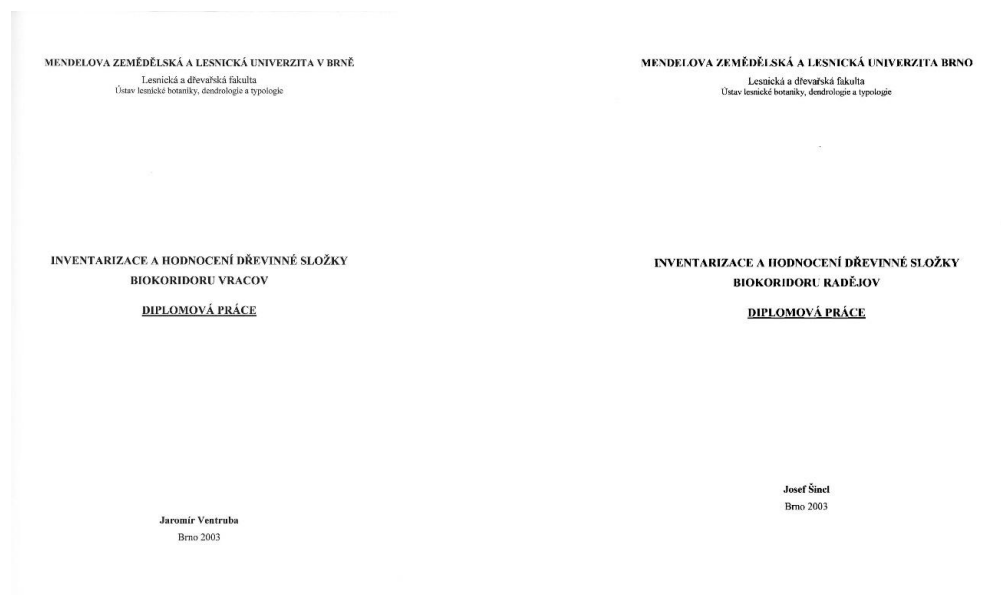 MENDELOVA ZEMĚDĚLSKÁ A LESNICKÁ UNIVERZITA V BRNĚ
Lesnická a dřevařská fakulta
Ústav lesnické botaniky, dendrologie a typologie
INVENTARIZACE A HODNOCENÍ DŘEVINNÉ SLOŽKY
BIOKORIDORU VRACOV
DIPLOMOVÁ PRÁCE
Jaromír Ventruba
Brno 2003
MENDELOVA ZEMĚDĚLSKÁ A LESNICKÁ UNIVERZITA BRNO
Lesnická a dřevařská fakulta
Ústav lesnické botaniky, dendrologie a typologie
INVENTARIZACE A HODNOCENÍ DŘEVINNÉ SLOŽKY
BIOKORIDORU RADĚJOV
DIPLOMOVÁ PRÁCE
Josef Šincl
Brno 2003